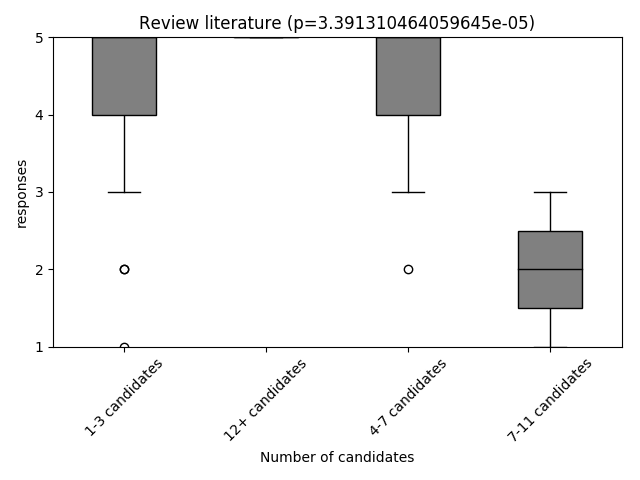 Review literature (p=3.391310464059645e-05)
responses
5
4
3
2
1
1-3 candidates
12+ candidates
4-7 candidates
7-11 candidates
Number of candidates